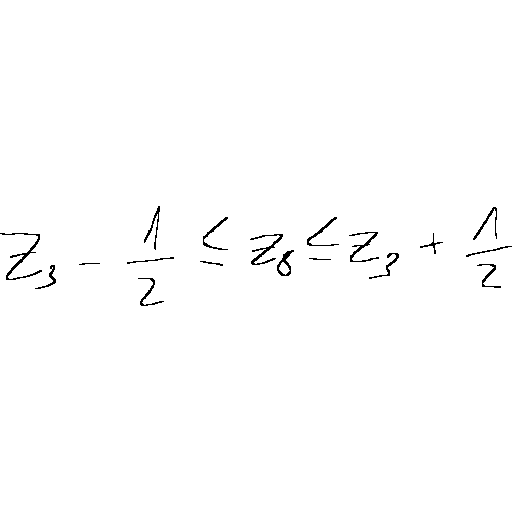 z_3 - \frac{1}{2} \leq z_8 \leq z_3 + \frac{1}{2}